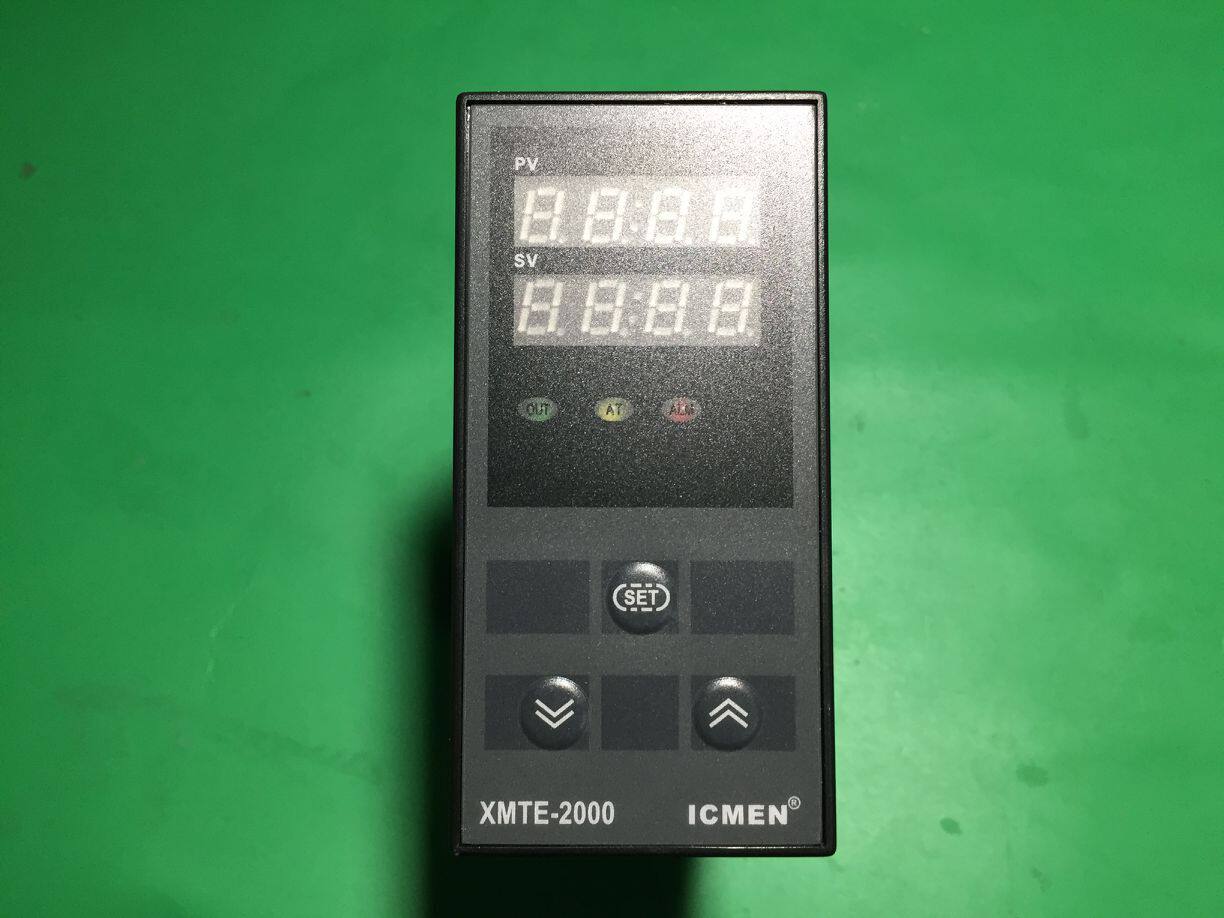 PV
SV
OUT AT ALM
SET
XMTE-2000 ICMEN®